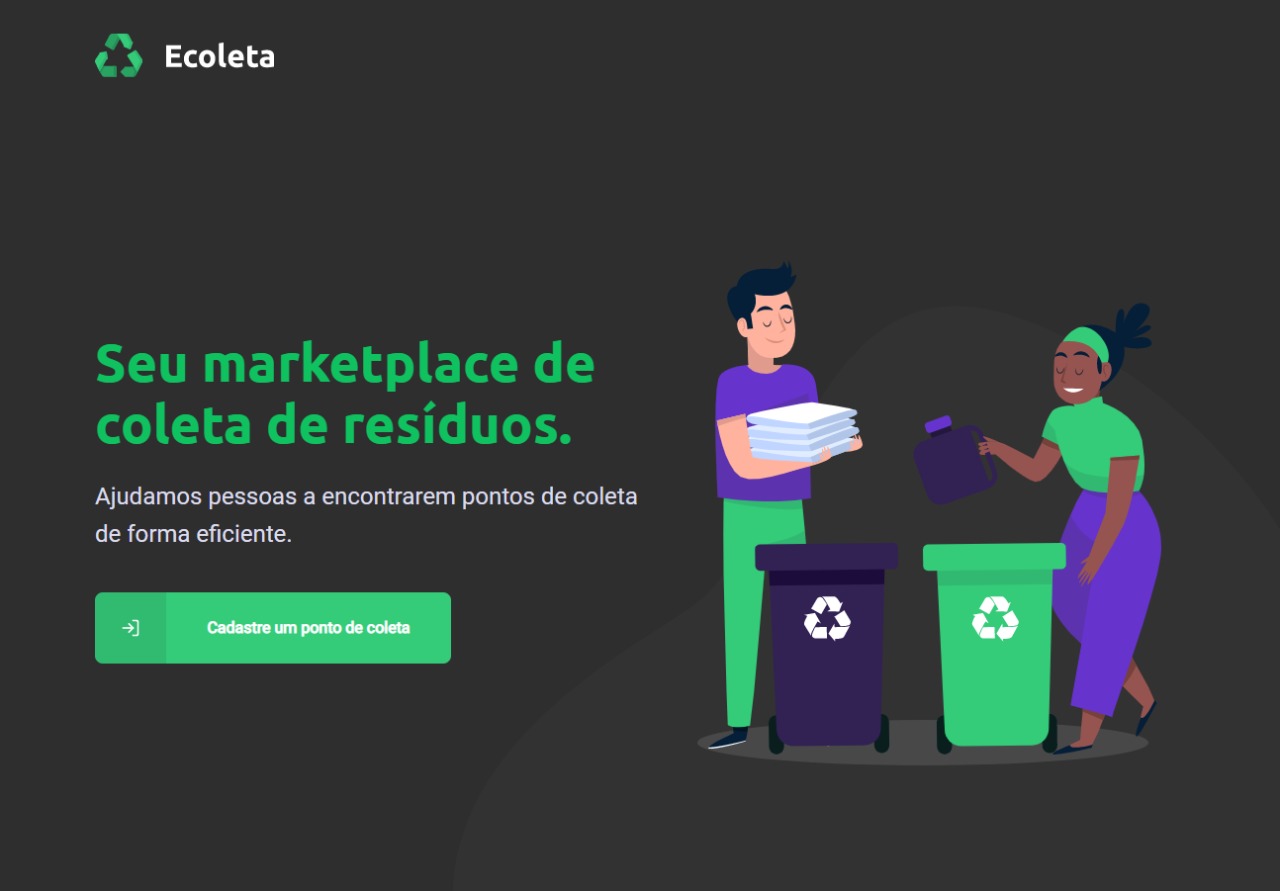 Ecoleta
Seu marketplace de
coleta de resíduos.
Ajudamos pessoas a encontrarem pontos de coleta
de forma eficiente.
Cadastre um ponto de coleta